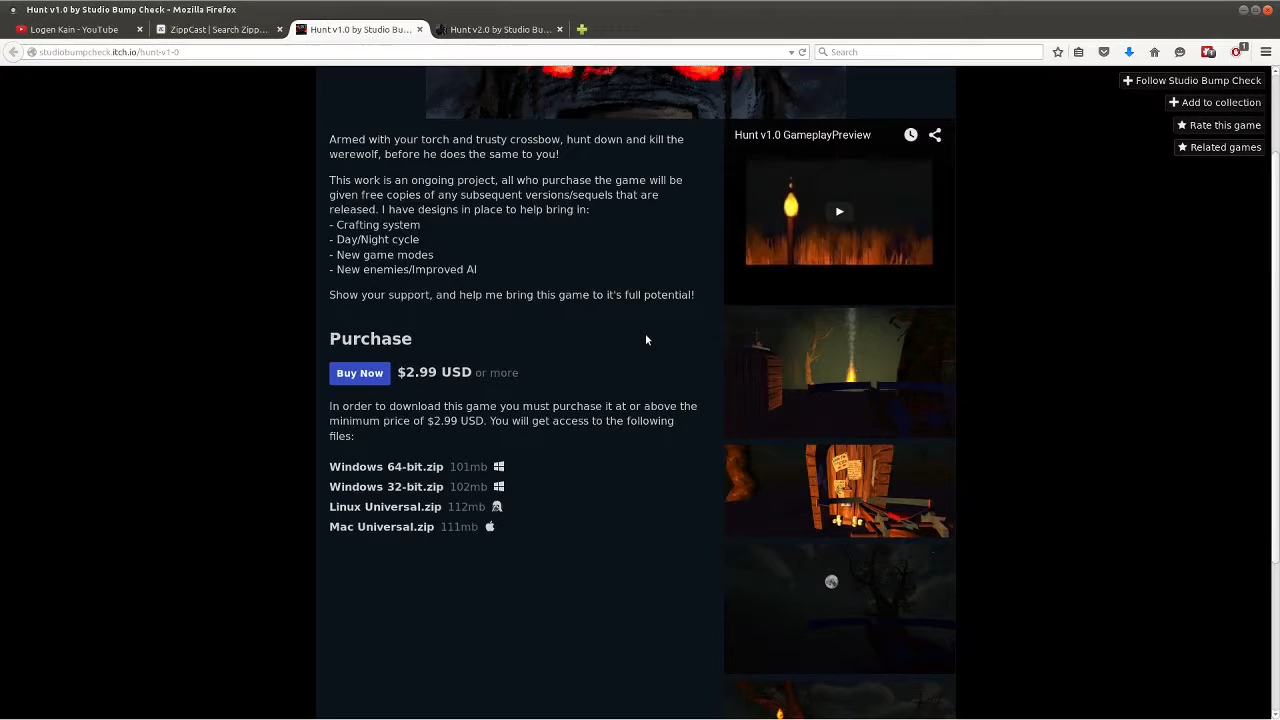 Hunt v1.0 by Studio Bump Check - Mozilla Firefox
Logen Kain - YouTube
ZippCast | Search Zipp...
Hunt v1.0 by Studio Bu...
Hunt v2.0 by Studio Bu...
studiobumpcheck.itch.io/hunt-v1-0
Search
1
Follow Studio Bump Check
Add to collection
Rate this game
Related games
Armed with your torch and trusty crossbow, hunt down and kill the
werewolf, before he does the same to you!
This work is an ongoing project, all who purchase the game will be
given free copies of any subsequent versions/sequels that are
released. I have designs in place to help bring in:
- Crafting system
- Day/Night cycle
- New game modes
- New enemies/Improved AI
Show your support, and help me bring this game to it's full potential!
Purchase
Buy Now $2.99 USD or more
In order to download this game you must purchase it at or above the
minimum price of $2.99 USD. You will get access to the following
files:
Windows 64-bit.zip 101mb
Windows 32-bit.zip 102mb
Linux Universal.zip 112mb
Mac Universal.zip 111mb
Hunt v1.0 GameplayPreview